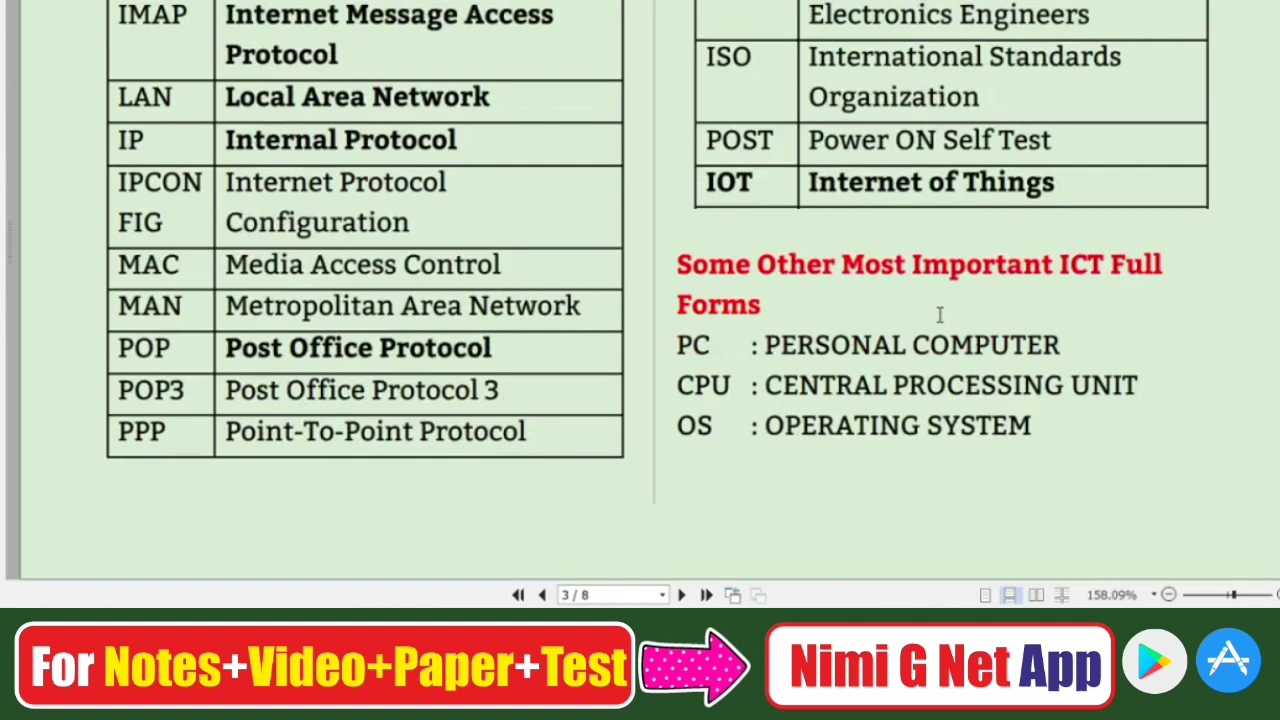 IMAP Internet Message Access
Protocol
LAN Local Area Network
IP Internal Protocol
IPCON Internet Protocol
FIG Configuration
MAC Media Access Control
MAN Metropolitan Area Network
POP Post Office Protocol
POP3 Post Office Protocol 3
PPP Point-To-Point Protocol
Electronics Engineers
ISO International Standards
Organization
POST Power ON Self Test
IOT Internet of Things
Some Other Most Important ICT Full
Forms
PC : PERSONAL COMPUTER
CPU : CENTRAL PROCESSING UNIT
OS : OPERATING SYSTEM
3 / 8
158.09%
For Notes+Video+Paper+Test
Nimi G Net App